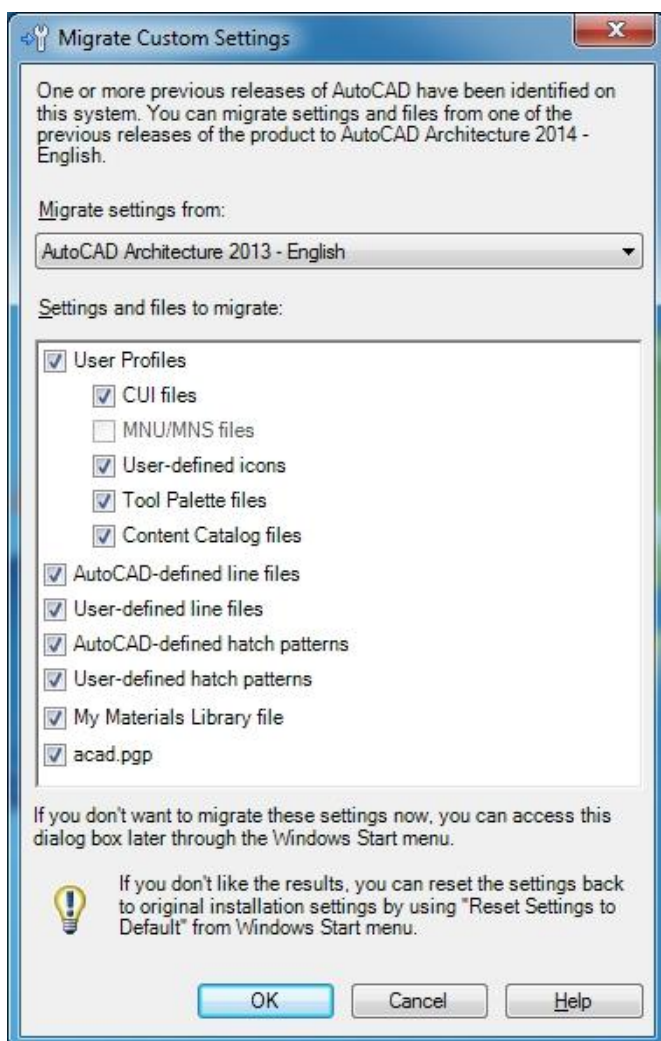 Migrate Custom Settings
One or more previous releases of AutoCAD have been identified on
this system. You can migrate settings and files from one of the
previous releases of the product to AutoCAD Architecture 2014 -
English.
Migrate settings from:
AutoCAD Architecture 2013 - English
Settings and files to migrate:
User Profiles
CUI files
MNU/MNS files
User-defined icons
Tool Palette files
Content Catalog files
AutoCAD-defined line files
User-defined line files
AutoCAD-defined hatch patterns
User-defined hatch patterns
My Materials Library file
acad.pgp
If you don't want to migrate these settings now, you can access this
dialog box later through the Windows Start menu.
If you don't like the results, you can reset the settings back
to original installation settings by using "Reset Settings to
Default" from Windows Start menu.
OK Cancel Help